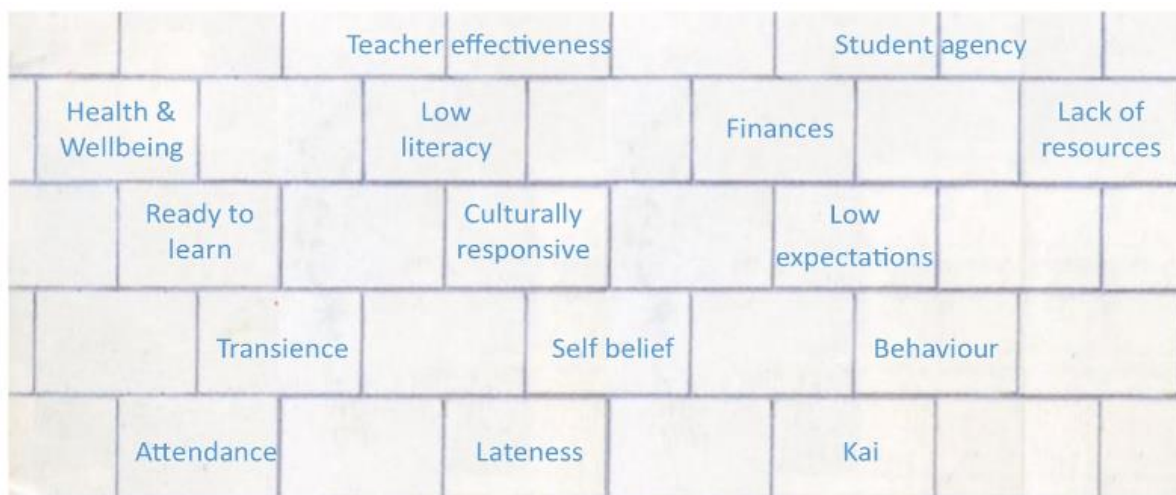 Teacher effectiveness
Student agency
Health &
Wellbeing
Low
literacy
Finances
Lack of
resources
Ready to
learn
Culturally
responsive
Low
expectations
Transience
Self belief
Behaviour
Attendance
Lateness
Kai